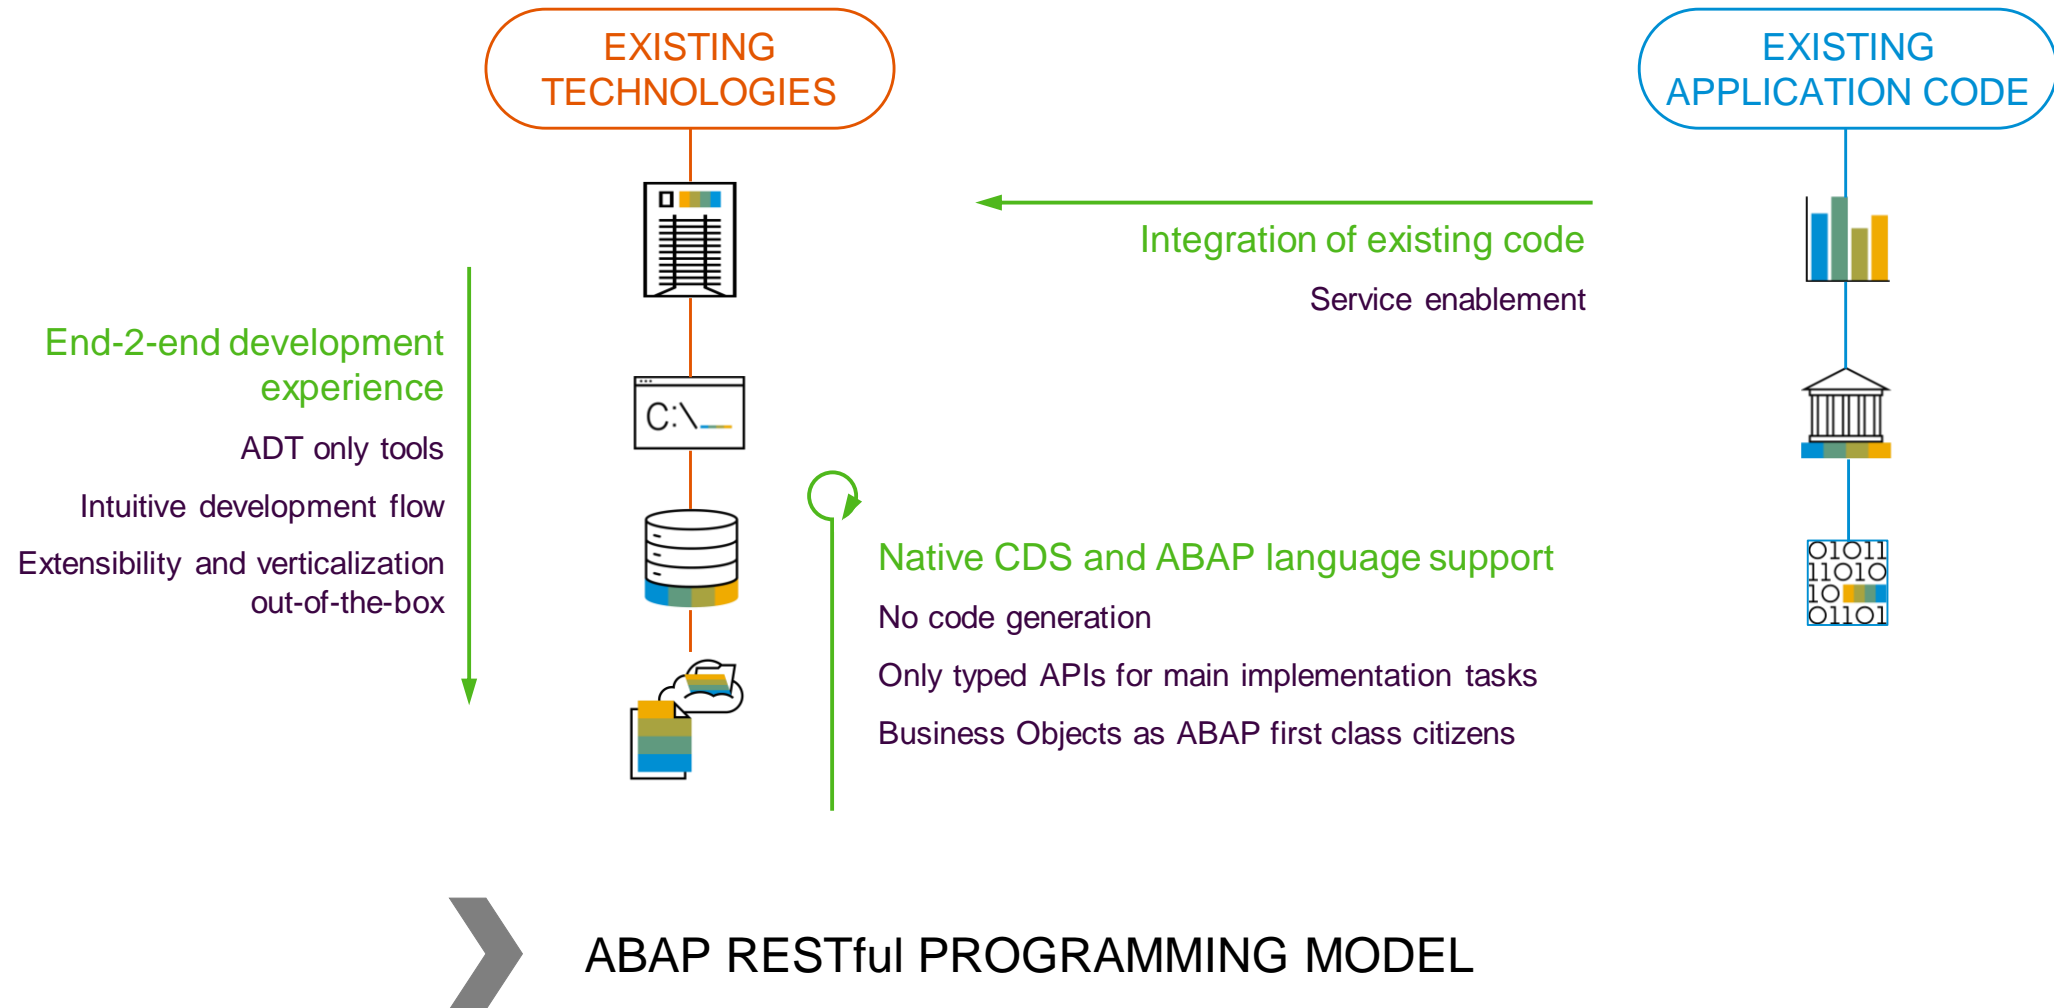 EXISTING
TECHNOLOGIES
EXISTING
APPLICATION CODE
Integration of existing code
Service enablement
End-2-end development
experience
ADT only tools
Intuitive development flow
Extensibility and verticalization
out-of-the-box
C:\__
Native CDS and ABAP language support
No code generation
Only typed APIs for main implementation tasks
Business Objects as ABAP first class citizens
01011
11010
10
01101
ABAP RESTful PROGRAMMING MODEL